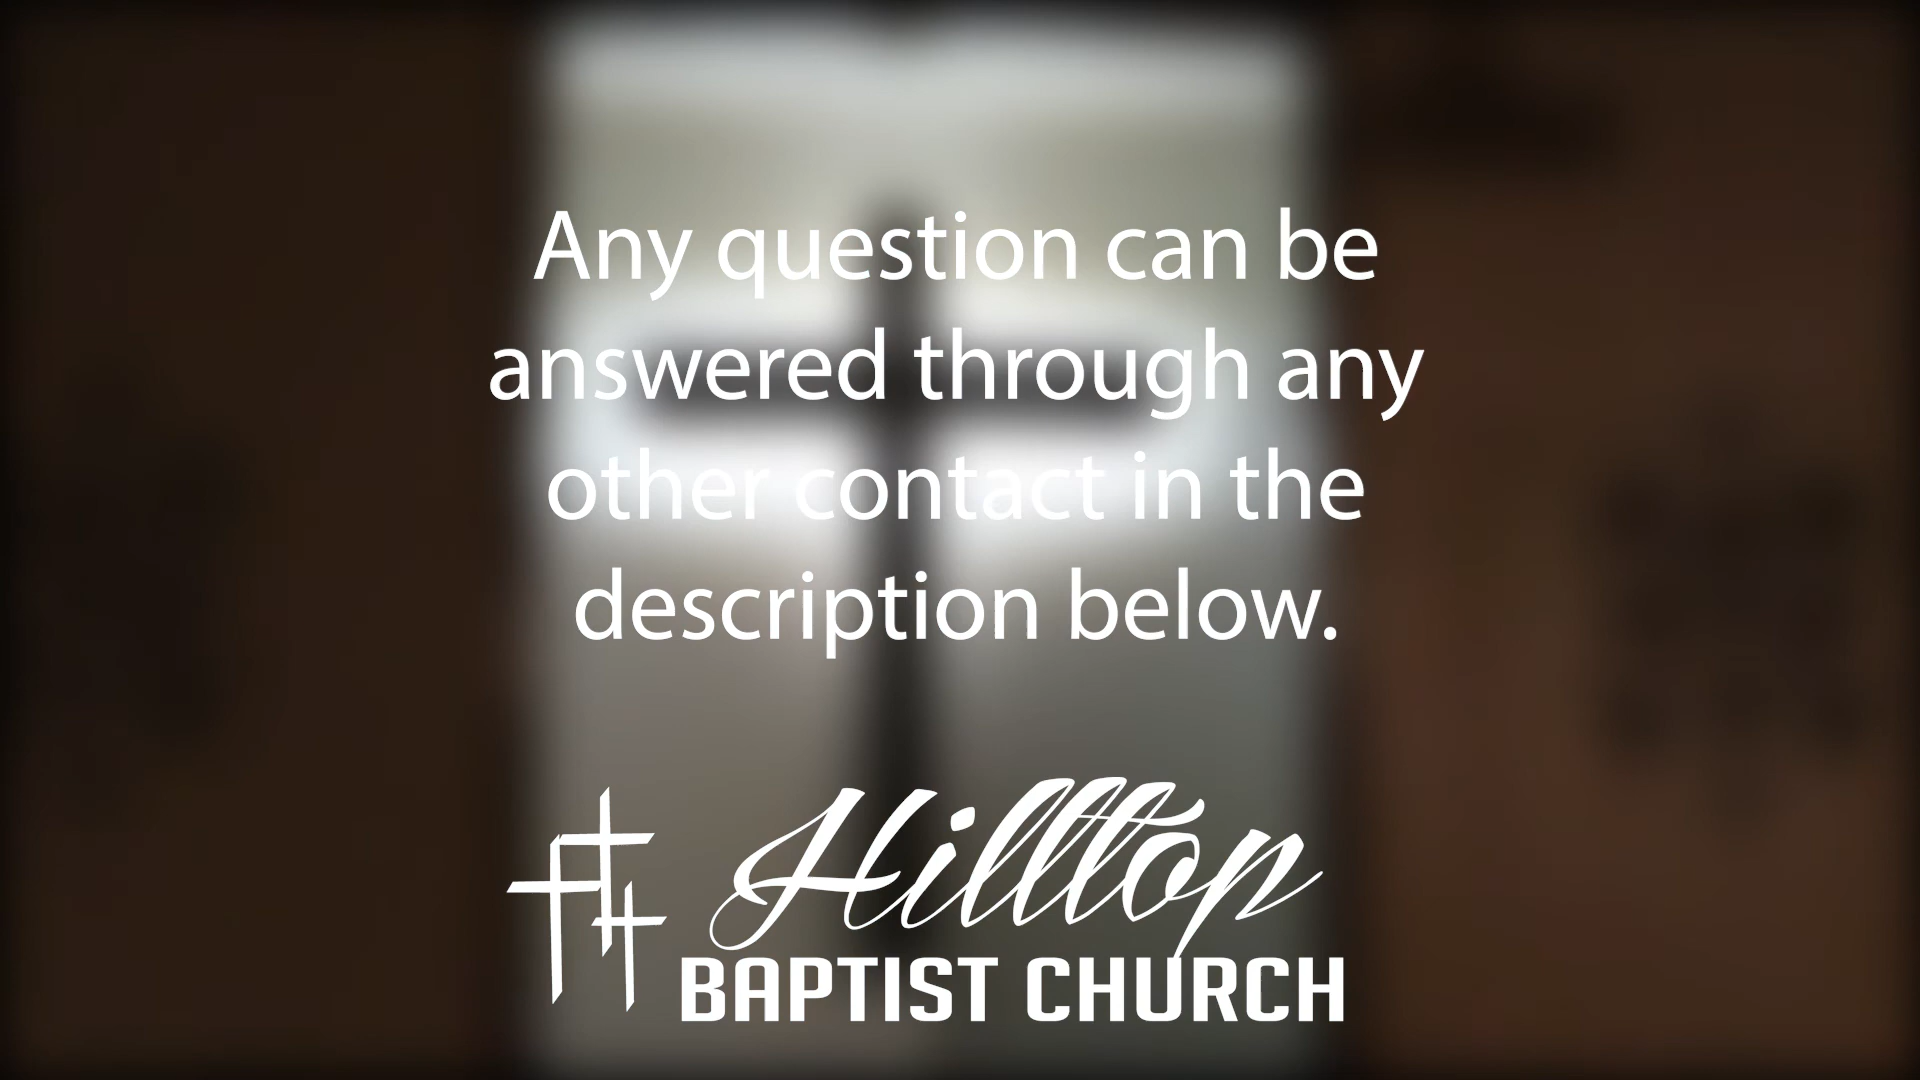 Any question can be
answered through any
other contact in the
description below.
Hilltop
BAPTIST CHURCH